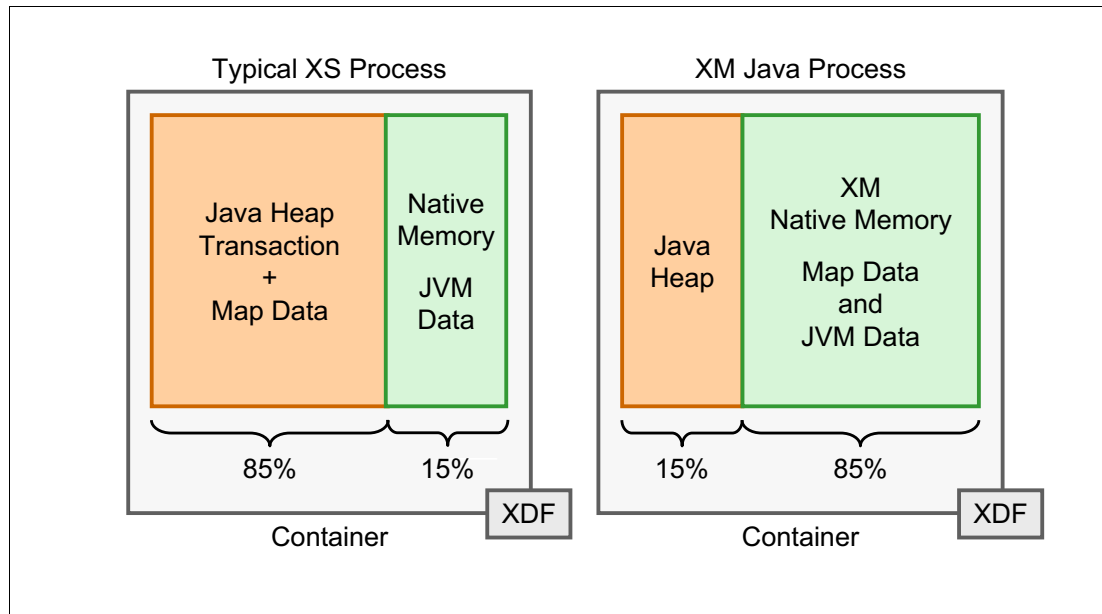 Typical XS Process
Java Heap
Transaction
+
Map Data
Native
Memory
JVM
Data
85%
15%
XDF
Container
XM Java Process
Java
Heap
XM
Native Memory
Map Data
and
JVM Data
15%
85%
XDF
Container